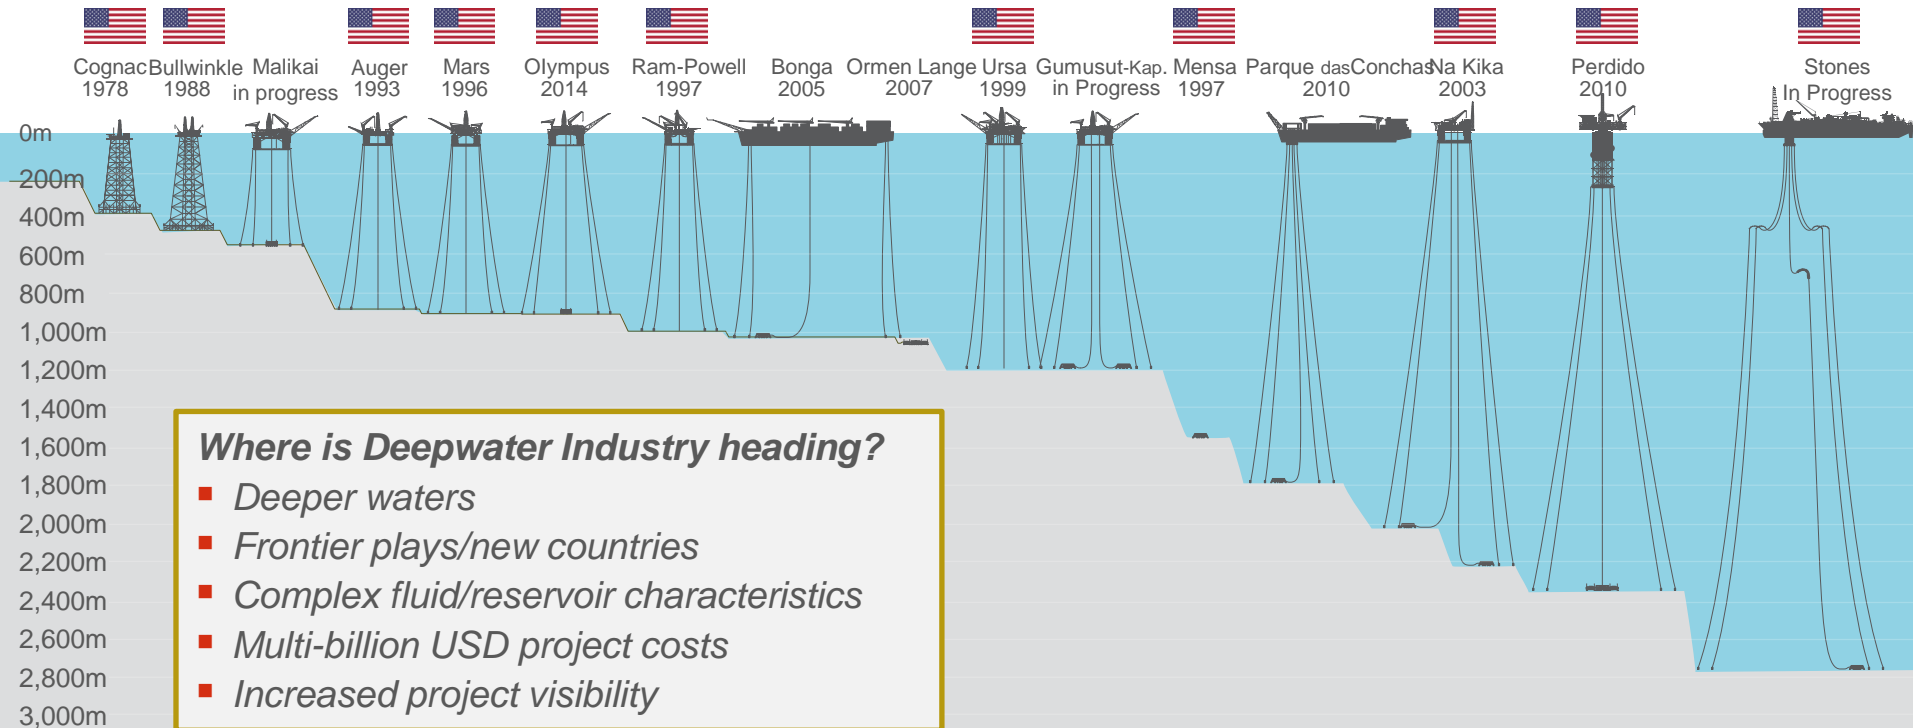 Cognac
1978
Bullwinkle
1988
Malikai
in progress
Auger
1993
Mars
1996
Olympus
2014
Ram-Powell
1997
Bonga
2005
Ormen Lange
2007
Ursa
1999
Gumusut-Kap.
in Progress
Mensa
1997
Parque dasConchas
2010
Na Kika
2003
Perdido
2010
Stones
In Progress
0m
200m
400m
600m
800m
1,000m
1,200m
1,400m
1,600m
1,800m
2,000m
2,200m
2,400m
2,600m
2,800m
3,000m
Where is Deepwater Industry heading?
▪ Deeper waters
▪ Frontier plays/new countries
▪ Complex fluid/reservoir characteristics
▪ Multi-billion USD project costs
▪ Increased project visibility